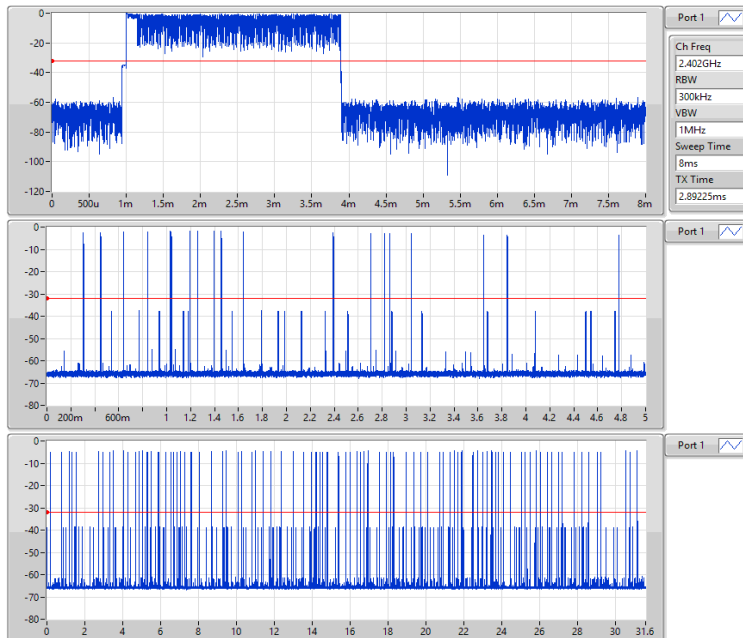 Port 1
0
-20
-40
-60
-80
-100
-120
0 500u 1m 1.5m 2m 2.5m 3m 3.5m 4m 4.5m 5m 5.5m 6m 6.5m 7m 7.5m 8m
Ch Freq
2.402GHz
RBW
300kHz
VBW
1MHz
Sweep Time
8ms
TX Time
2.89225ms
Port 1
0
-10
-20
-30
-40
-50
-60
-70
-80
0 200m 600m 1 1.2 1.4 1.6 1.8 2 2.2 2.4 2.6 2.8 3 3.2 3.4 3.6 3.8 4 4.2 4.4 4.6 4.8 5
Port 1
0
-10
-20
-30
-40
-50
-60
-70
-80
0 2 4 6 8 10 12 14 16 18 20 22 24 26 28 31.6